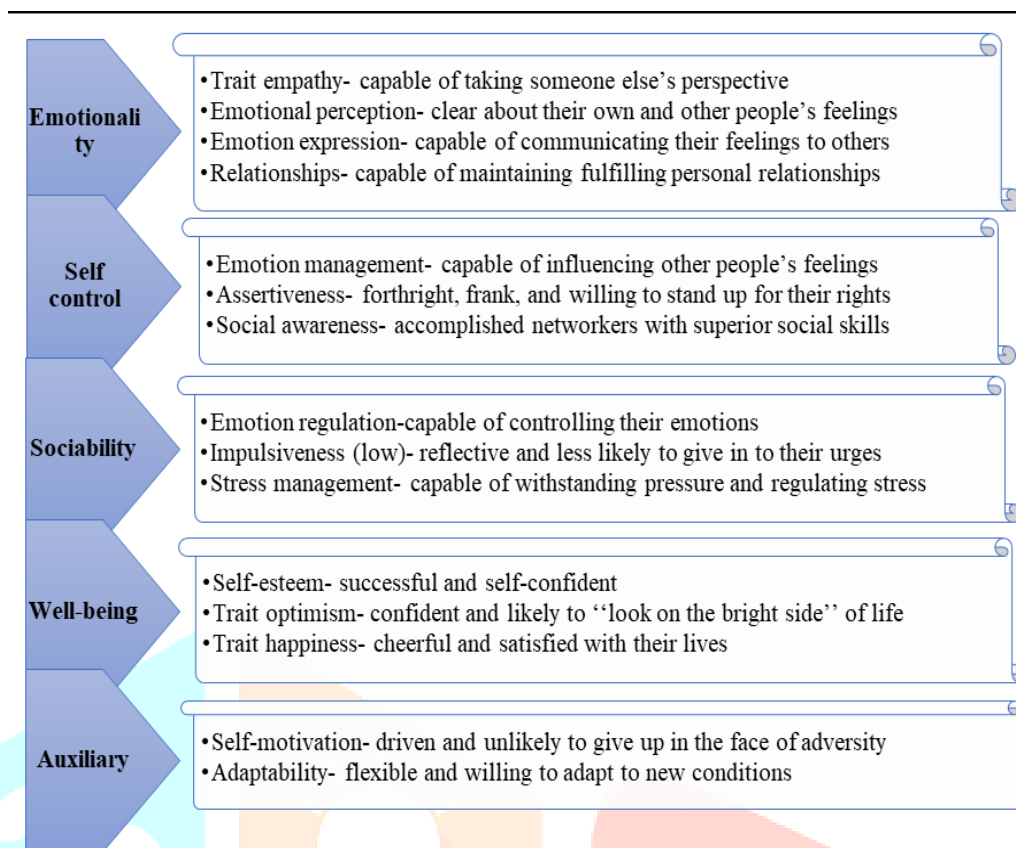 Emotionali
ty
•Trait empathy- capable of taking someone else’s perspective
•Emotional perception- clear about their own and other people’s feelings
•Emotion expression- capable of communicating their feelings to others
•Relationships- capable of maintaining fulfilling personal relationships
Self
control
•Emotion management- capable of influencing other people’s feelings
•Assertiveness- forthright, frank, and willing to stand up for their rights
•Social awareness- accomplished networkers with superior social skills
Sociability
•Emotion regulation-capable of controlling their emotions
•Impulsiveness (low)- reflective and less likely to give in to their urges
•Stress management- capable of withstanding pressure and regulating stress
Well-being
•Self-esteem- successful and self-confident
•Trait optimism- confident and likely to ‘‘look on the bright side’’ of life
•Trait happiness- cheerful and satisfied with their lives
Auxiliary
•Self-motivation- driven and unlikely to give up in the face of adversity
•Adaptability- flexible and willing to adapt to new conditions